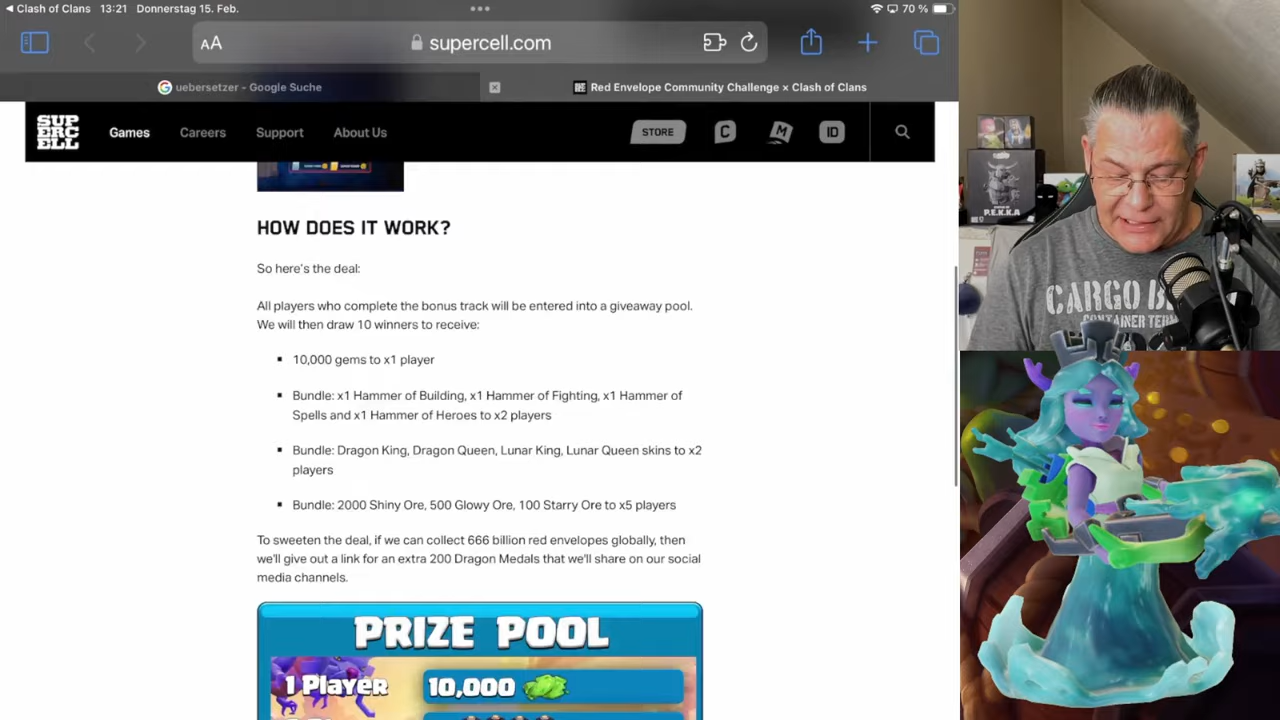 Clash of Clans 13:21 Donnerstag 15. Feb.
70 %
AA
supercell.com
uebersetzer - Google Suche
Red Envelope Community Challenge × Clash of Clans
SUP
ERC
ELL
Games
Careers
Support
About Us
STORE
ID
HOW DOES IT WORK?
So here's the deal:
All players who complete the bonus track will be entered into a giveaway pool.
We will then draw 10 winners to receive:
▪ 10,000 gems to x1 player
▪ Bundle: x1 Hammer of Building, x1 Hammer of Fighting, x1 Hammer of
Spells and x1 Hammer of Heroes to x2 players
▪ Bundle: Dragon King, Dragon Queen, Lunar King, Lunar Queen skins to x2
players
▪ Bundle: 2000 Shiny Ore, 500 Glowy Ore, 100 Starry Ore to x5 players
To sweeten the deal, if we can collect 666 billion red envelopes globally, then
we'll give out a link for an extra 200 Dragon Medals that we'll share on our social
media channels.
PRIZE POOL
1 Player
10,000
P.E.K.K.A
CARGO B
CONTAINER TERM